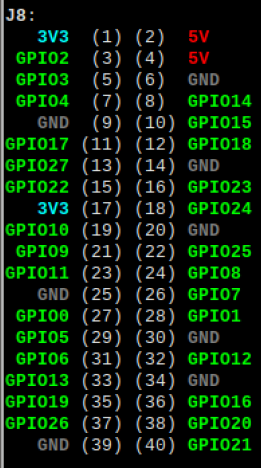 J8:
3V3 (1) (2) 5V
GPIO2 (3) (4) 5V
GPIO3 (5) (6) GND
GPIO4 (7) (8) GPIO14
GND (9) (10) GPIO15
GPIO17 (11) (12) GPIO18
GPIO27 (13) (14) GND
GPIO22 (15) (16) GPIO23
3V3 (17) (18) GPIO24
GPIO10 (19) (20) GND
GPIO9 (21) (22) GPIO25
GPIO11 (23) (24) GPIO8
GND (25) (26) GPIO7
GPIO0 (27) (28) GPIO1
GPIO5 (29) (30) GND
GPIO6 (31) (32) GPIO12
GPIO13 (33) (34) GND
GPIO19 (35) (36) GPIO16
GPIO26 (37) (38) GPIO20
GND (39) (40) GPIO21